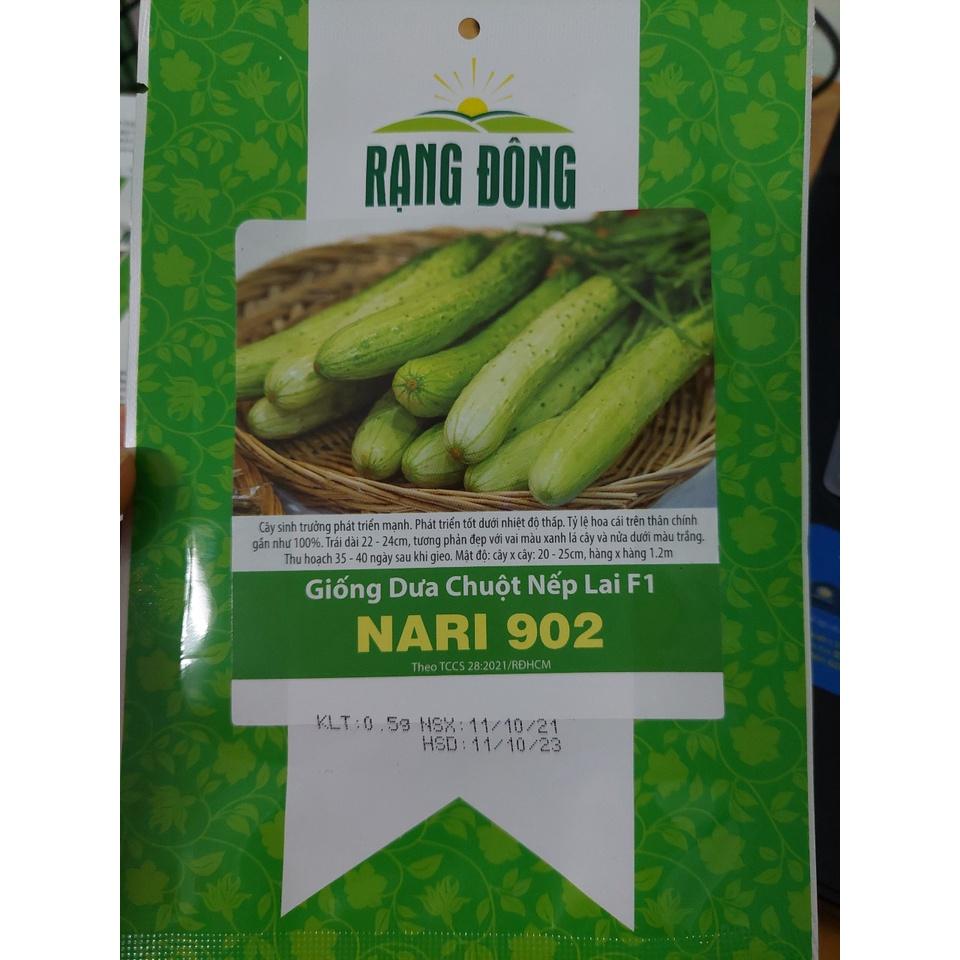 RẠNG ĐÔNG
Cây sinh trưởng phát triển mạnh. Phát triển tốt dưới nhiệt độ thấp. Tỷ lệ hoa cái trên thân chính
gần như 100%. Trái dài 22 - 24cm, tương phản đẹp với vai màu xanh lá cây và nửa dưới màu trắng.
Thu hoạch 35 - 40 ngày sau khi gieo. Mật độ: cây x cây: 20 - 25cm, hàng x hàng 1.2m
Giống Dưa Chuột Nếp Lai F1
NARI 902
Theo TCCS 28:2021/RĐHCM
KLT:0.5g NSX:11/10/21
HSD:11/10/23